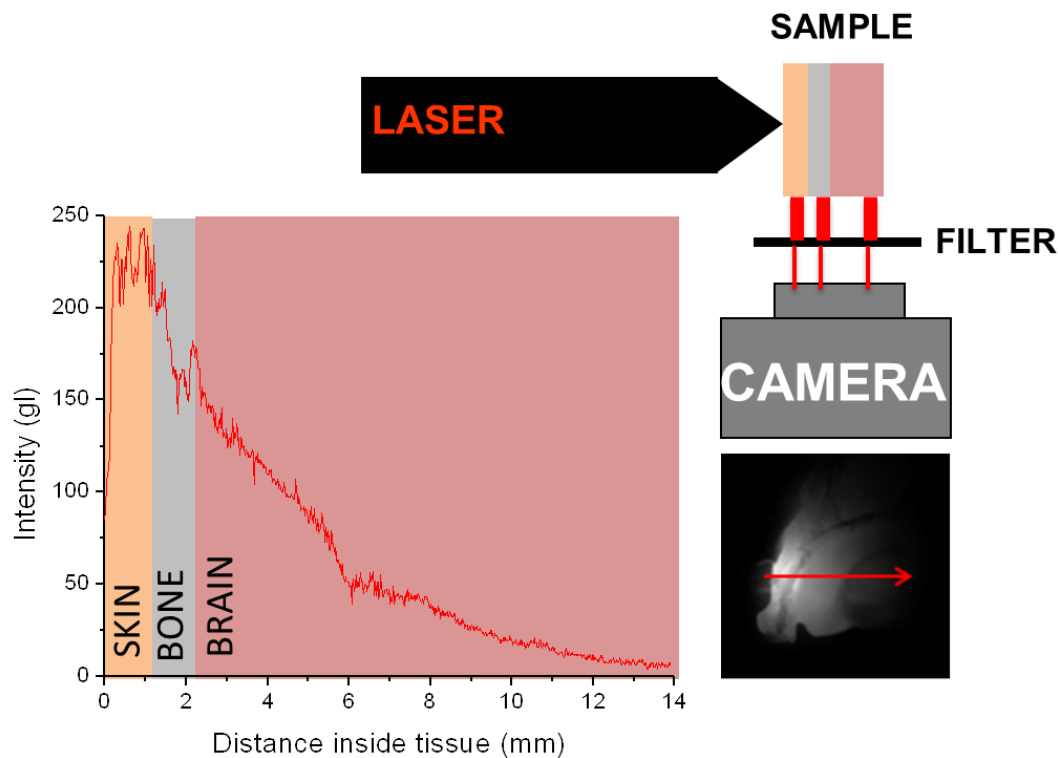 SAMPLE
LASER
FILTER
CAMERA
250
200
150
100
50
0
Intensity (gl)
SKIN
BONE
BRAIN
0 2 4 6 8 10 12 14
Distance inside tissue (mm)